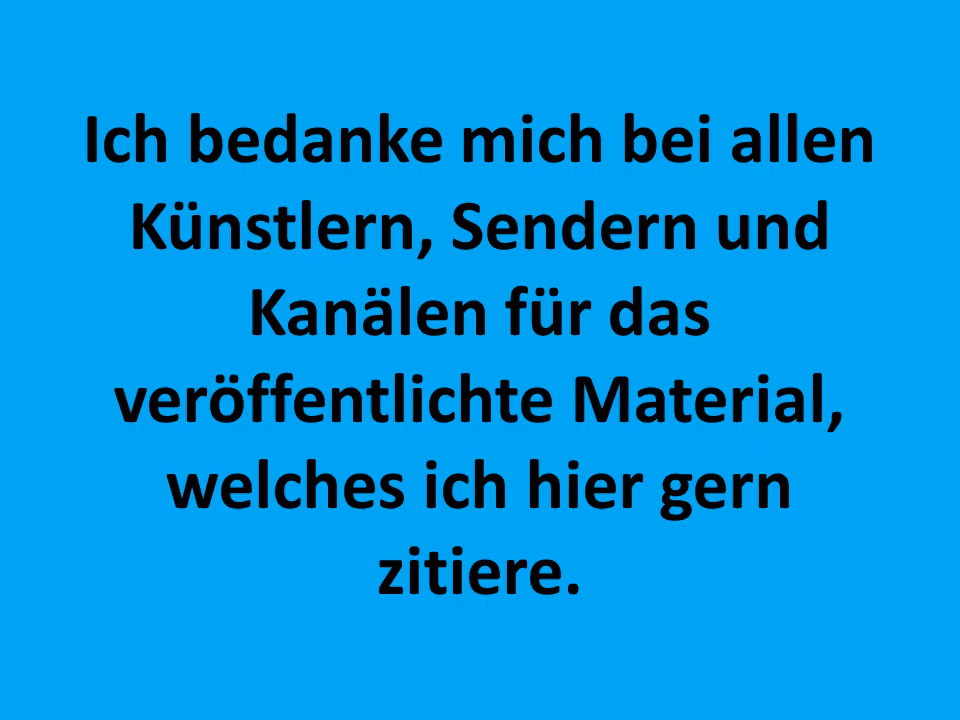 Ich bedanke mich bei allen
Künstlern, Sendern und
Kanälen für das
veröffentlichte Material,
welches ich hier gern
zitiere.